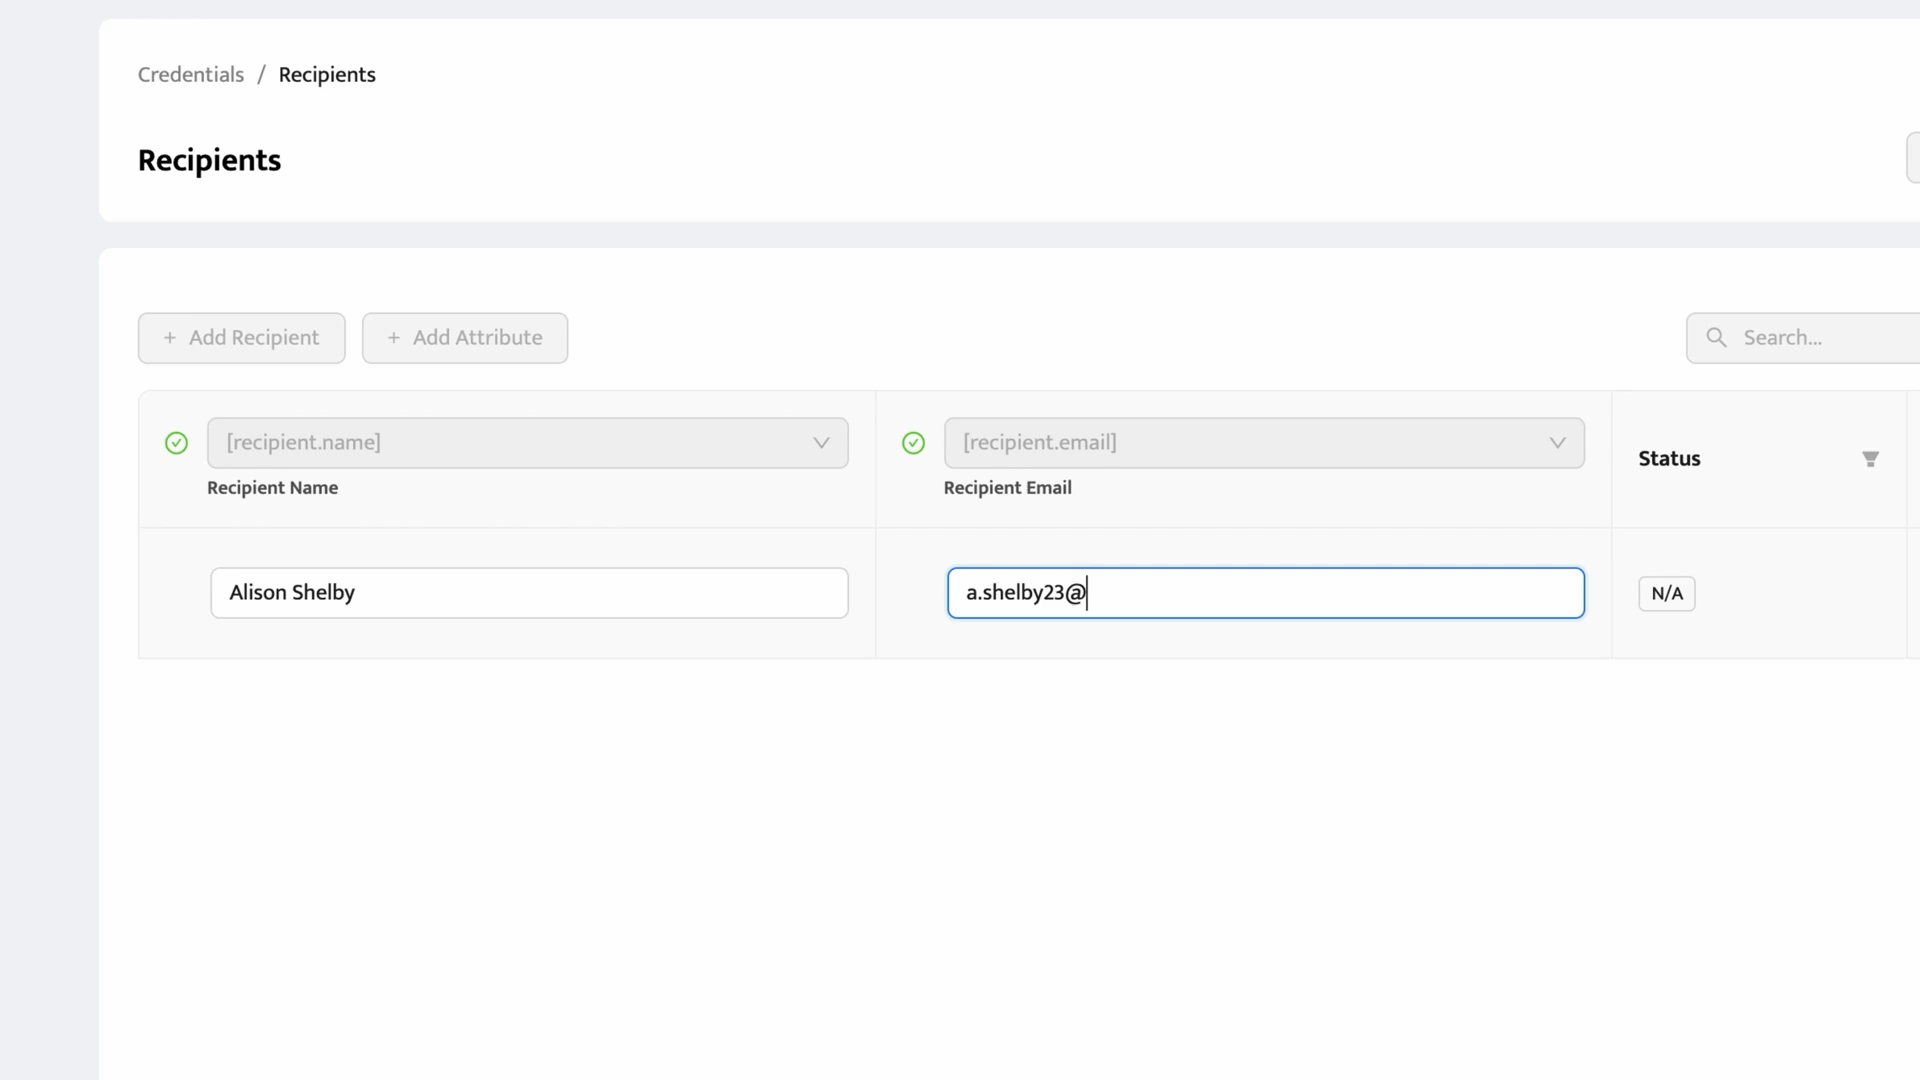 Credentials / Recipients
Recipients
+ Add Recipient + Add Attribute Search...
[recipient.name] [recipient.email] Status
Recipient Name Recipient Email
Alison Shelby a.shelby23@ N/A